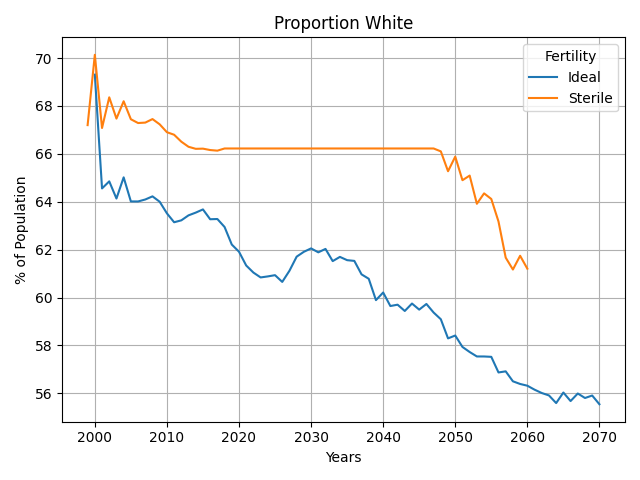 Proportion White
Fertility
Ideal
Sterile
% of Population
70
68
66
64
62
60
58
56
2000 2010 2020 2030 2040 2050 2060 2070
Years